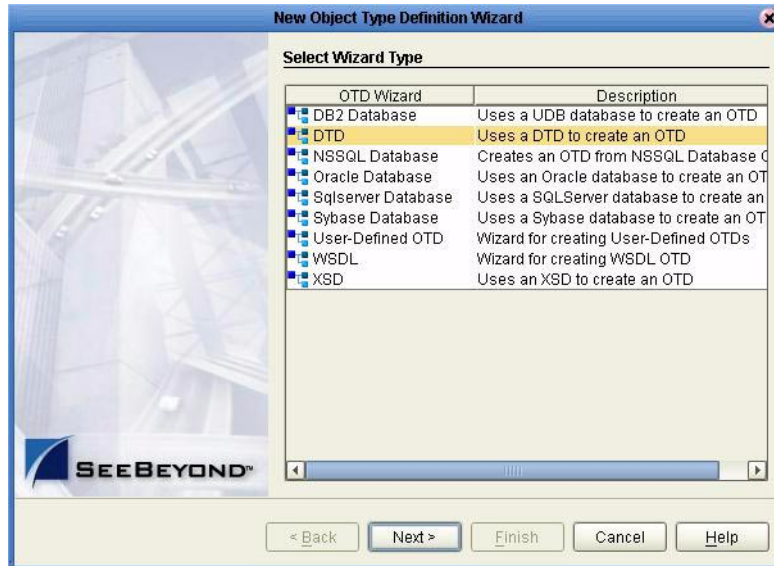 New Object Type Definition Wizard
Select Wizard Type
OTD Wizard Description
DB2 Database Uses a UDB database to create an OTD
DTD Uses a DTD to create an OTD
NSSQL Database Creates an OTD from NSSQL Database
Oracle Database Uses an Oracle database to create an OT
Sqlserver Database Uses a SQLServer database to create an
Sybase Database Uses a Sybase database to create an OT
User-Defined OTD Wizard for creating User-Defined OTDs
WSDL Wizard for creating WSDL OTD
XSD Uses an XSD to create an OTD
SEEBEYOND™
< Back Next > Finish Cancel Help